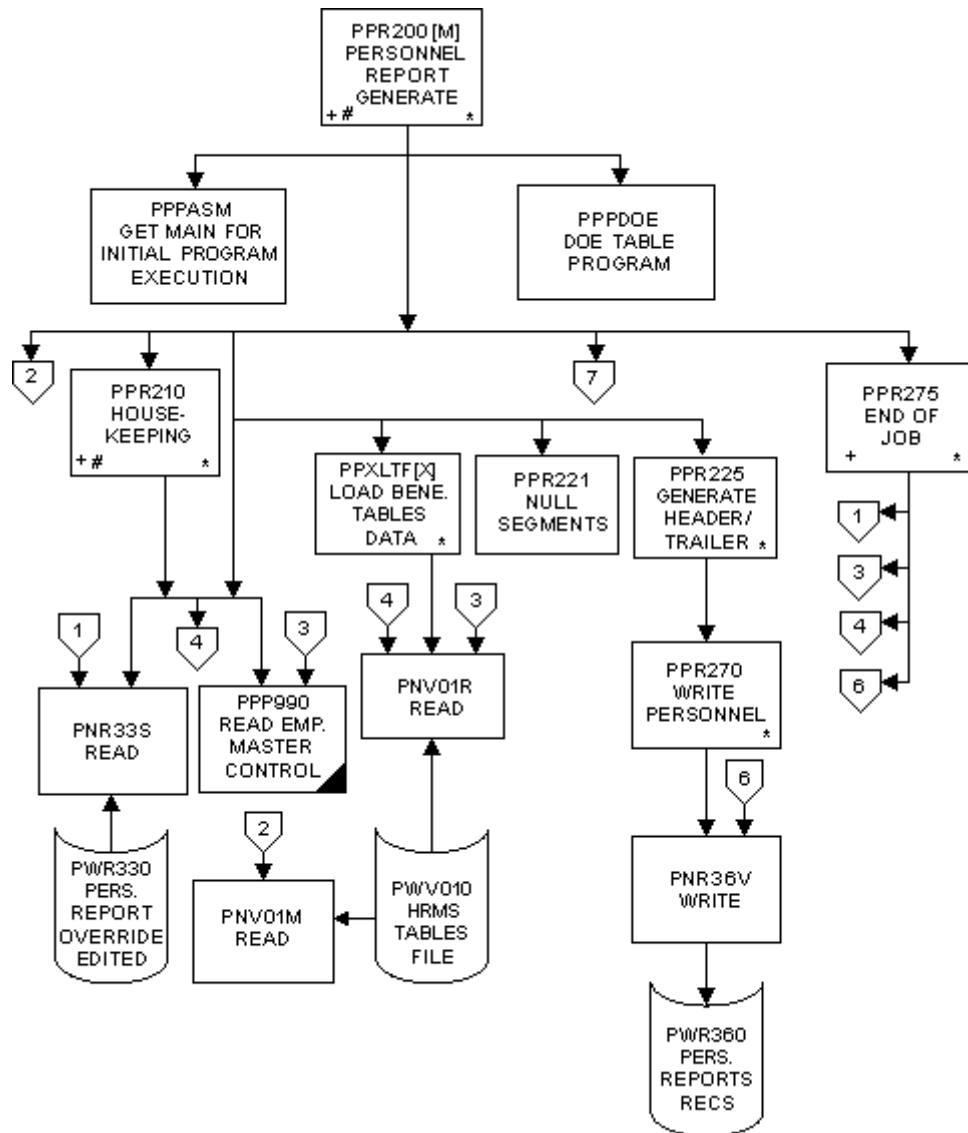 PPR200 [M]
PERSONNEL
REPORT
GENERATE
+ # *
PPPASM
GET MAIN FOR
INITIAL PROGRAM
EXECUTION
PPPDOE
DOE TABLE
PROGRAM
2
PPR210
HOUSE-
KEEPING
+ # *
7
PPR275
END OF
JOB
+ *
PPXLTF[X]
LOAD BENE.
TABLES
DATA *
PPR221
NULL
SEGMENTS
PPR225
GENERATE
HEADER/
TRAILER *
1
3
4
6
1
4
3
4
3
PNR33S
READ
PPP990
READ EMP.
MASTER
CONTROL
PNV01R
READ
PPR270
WRITE
PERSONNEL
*
2
6
PWR330
PERS.
REPORT
OVERRIDE
EDITED
PNV01M
READ
PWV010
HRMS
TABLES
FILE
PNR36V
WRITE
PWR360
PERS.
REPORTS
RECS